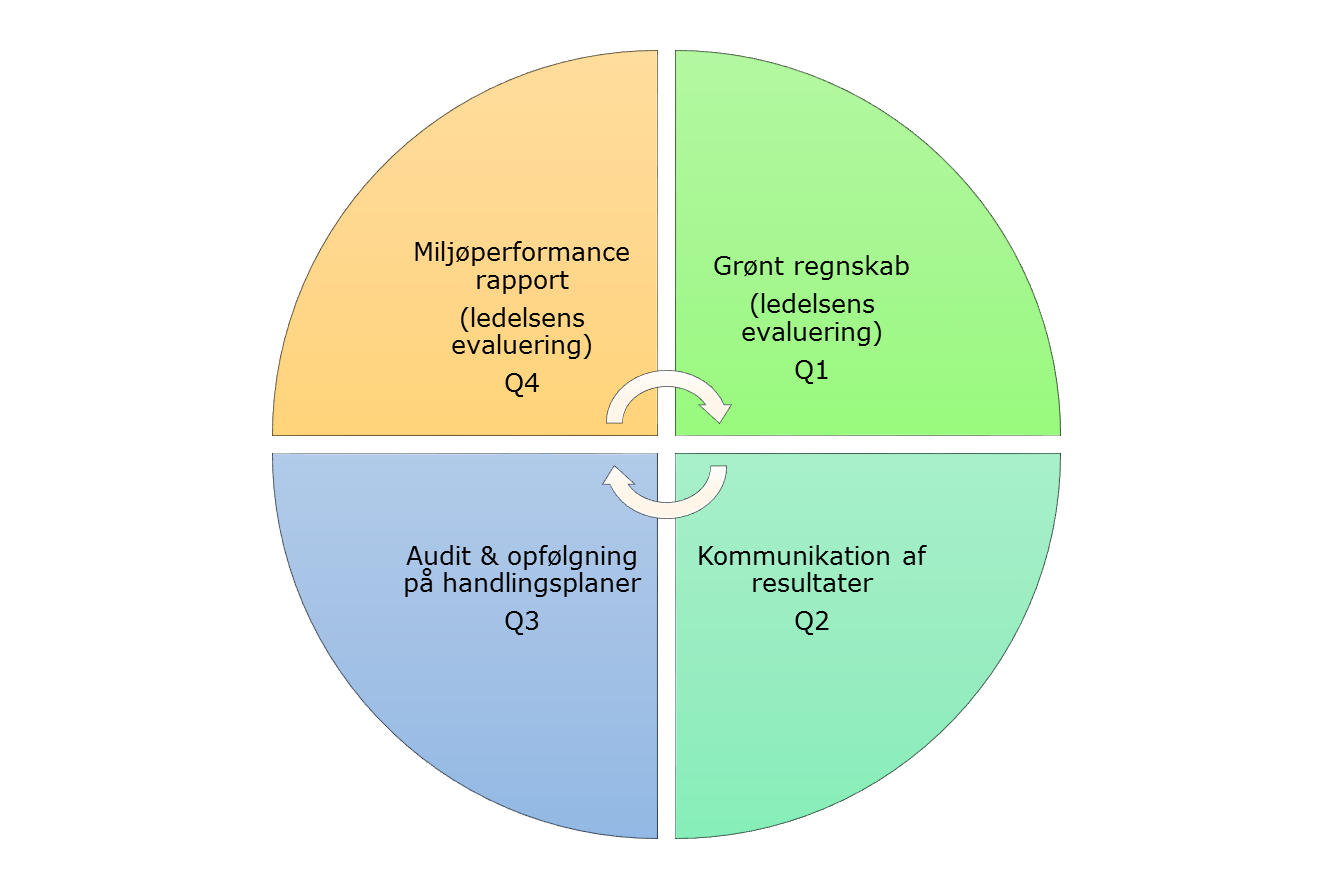 Miljøperformance
rapport
(ledelsens
evaluering)
Q4
Grønt regnskab
(ledelsens
evaluering)
Q1
Audit & opfølgning
på handlingsplaner
Q3
Kommunikation af
resultater
Q2